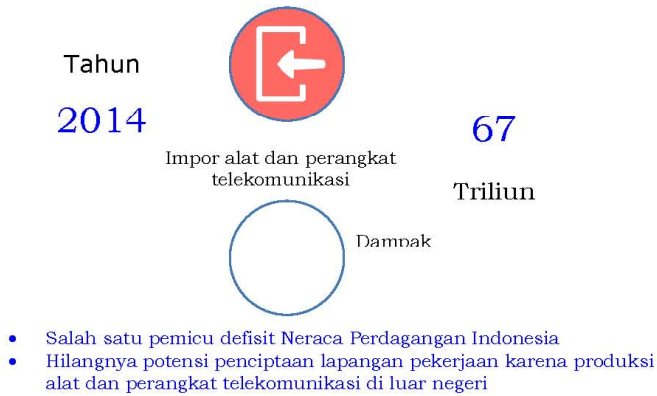 Tahun
2014
67
Impor alat dan perangkat
telekomunikasi
Triliun
Dampak
• Salah satu pemicu defisit Neraca Perdagangan Indonesia
• Hilangnya potensi penciptaan lapangan pekerjaan karena produksi
alat dan perangkat telekomunikasi di luar negeri